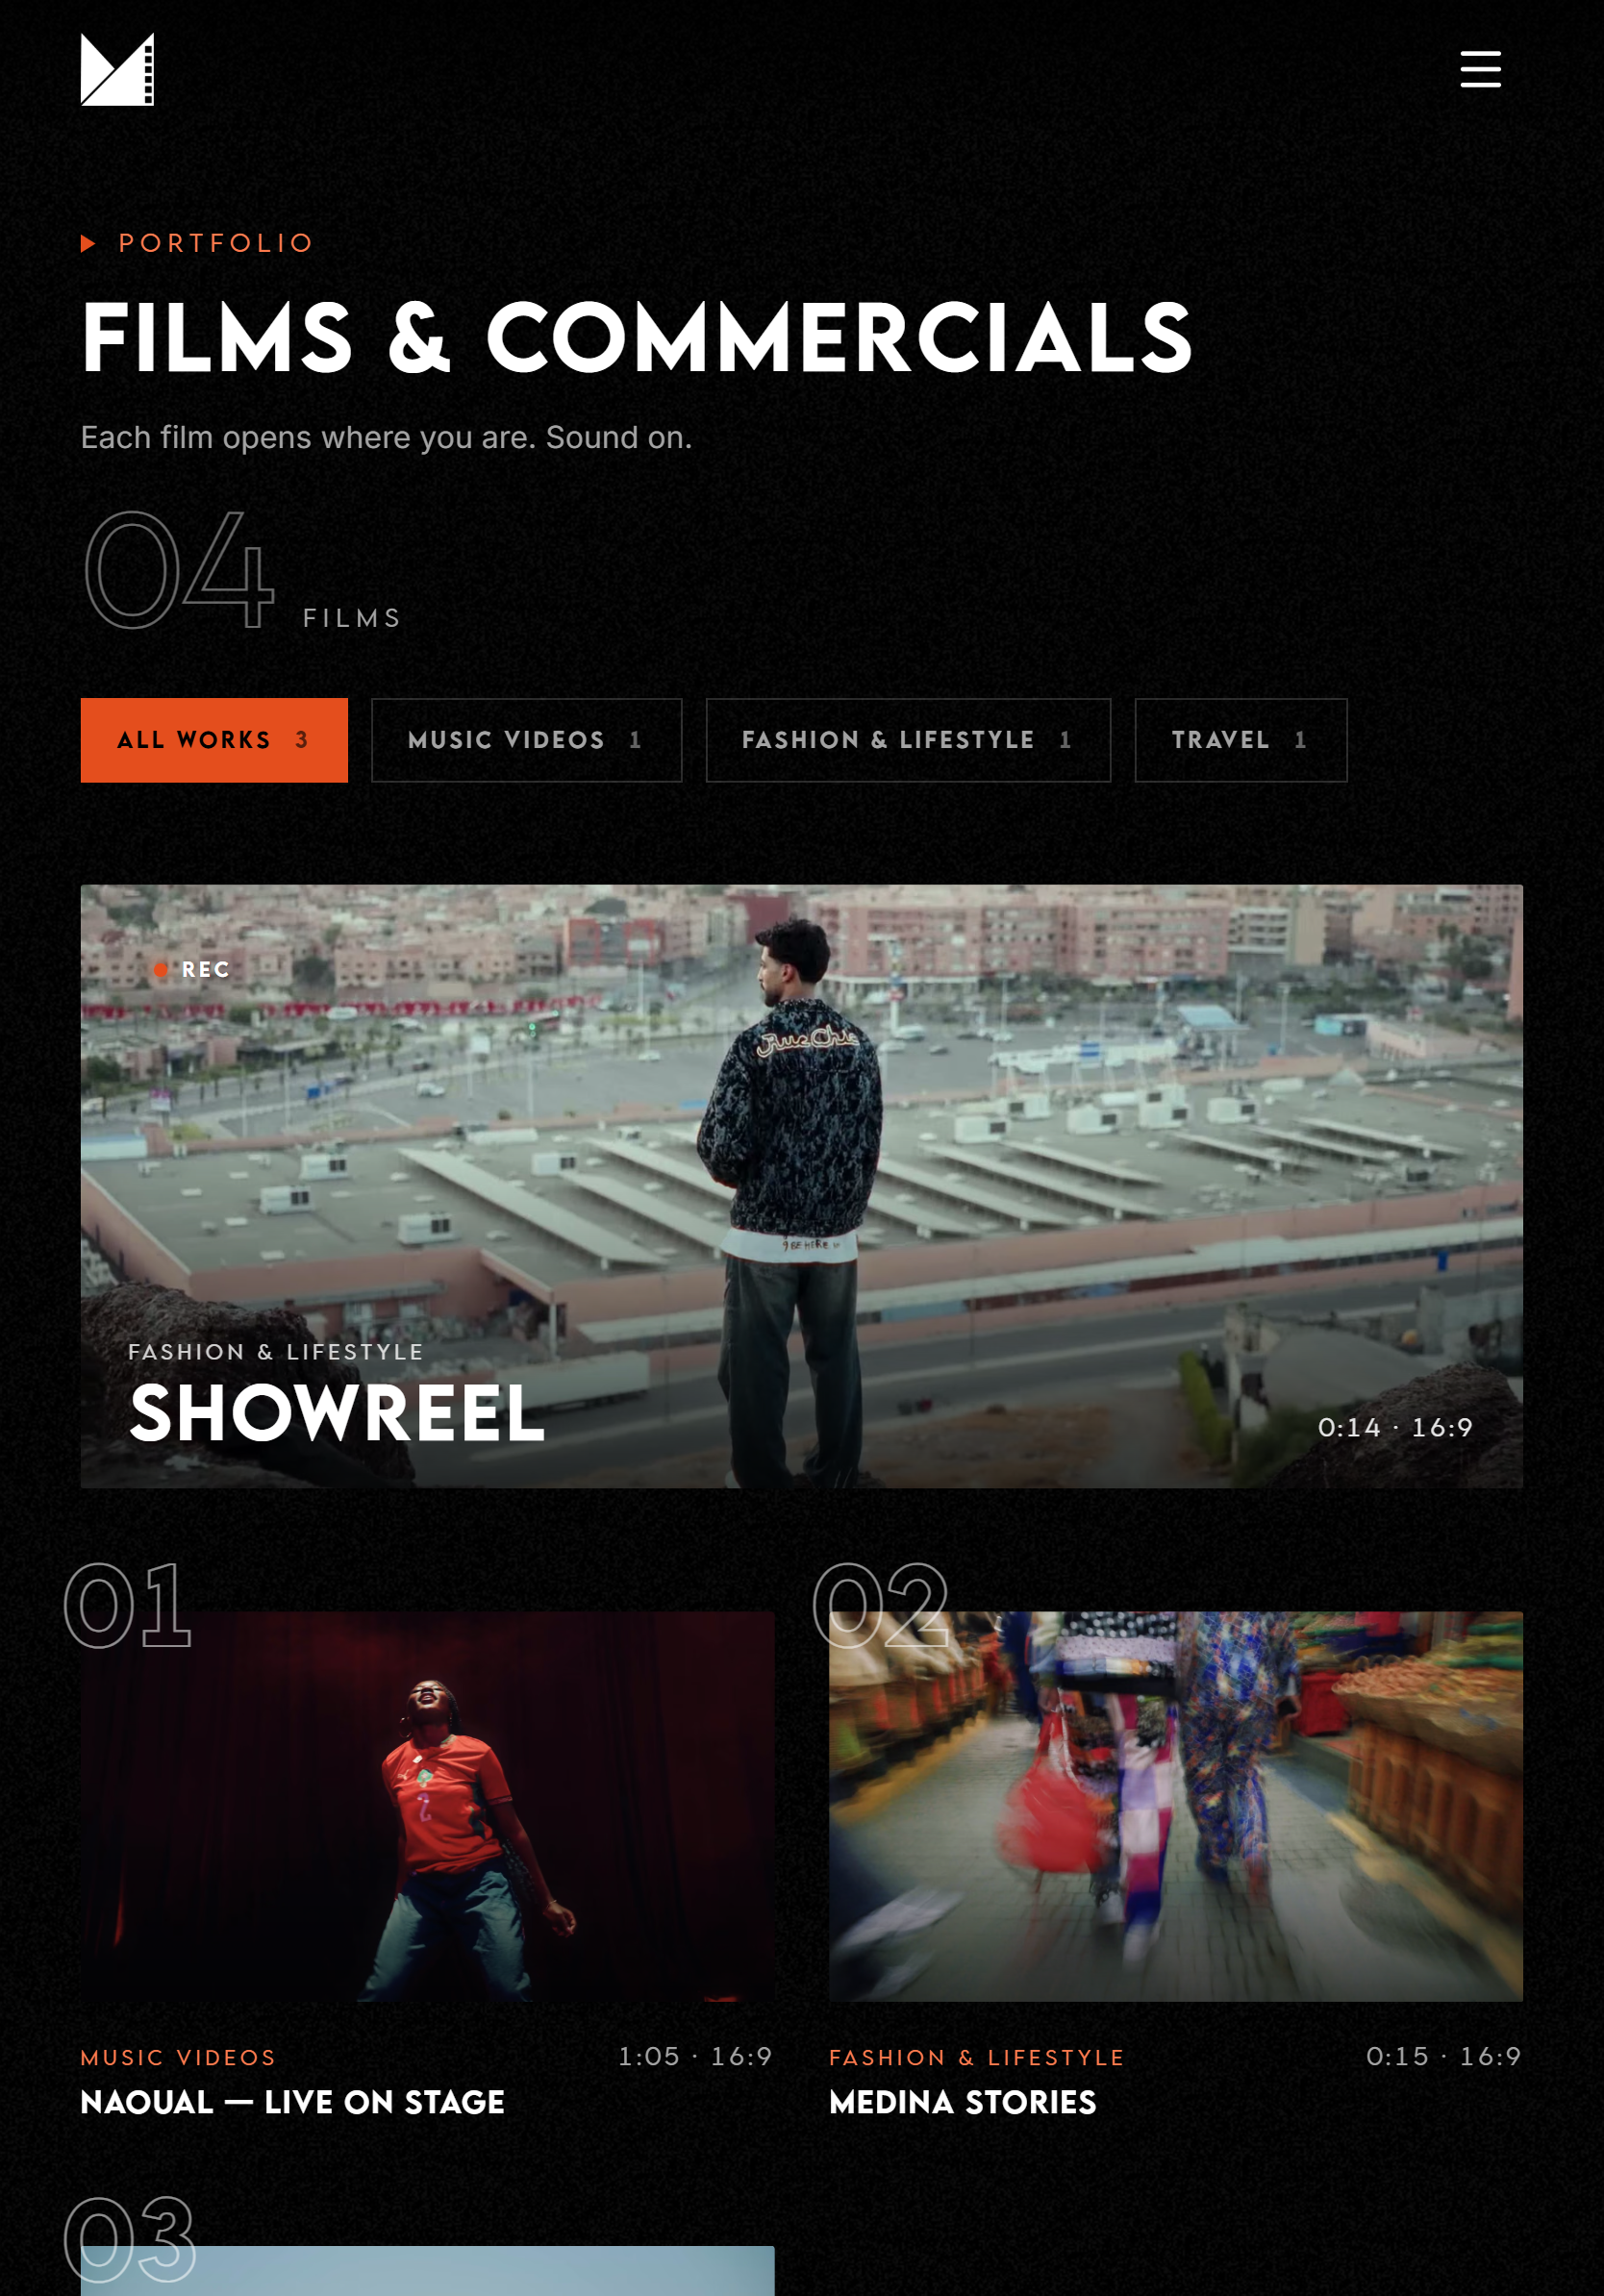 PORTFOLIO
FILMS & COMMERCIALS
Each film opens where you are. Sound on.
04 FILMS
ALL WORKS 3 MUSIC VIDEOS 1 FASHION & LIFESTYLE 1 TRAVEL 1
REC
FASHION & LIFESTYLE
SHOWREEL
0:14 · 16:9
01
MUSIC VIDEOS 1:05 · 16:9
NAOUAL — LIVE ON STAGE
02
FASHION & LIFESTYLE 0:15 · 16:9
MEDINA STORIES
03